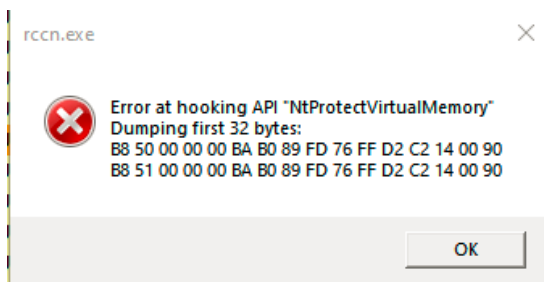 rccn.exe
Error at hooking API "NtProtectVirtualMemory"
Dumping first 32 bytes:
B8 50 00 00 00 BA B0 89 FD 76 FF D2 C2 14 00 90
B8 51 00 00 00 BA B0 89 FD 76 FF D2 C2 14 00 90
OK